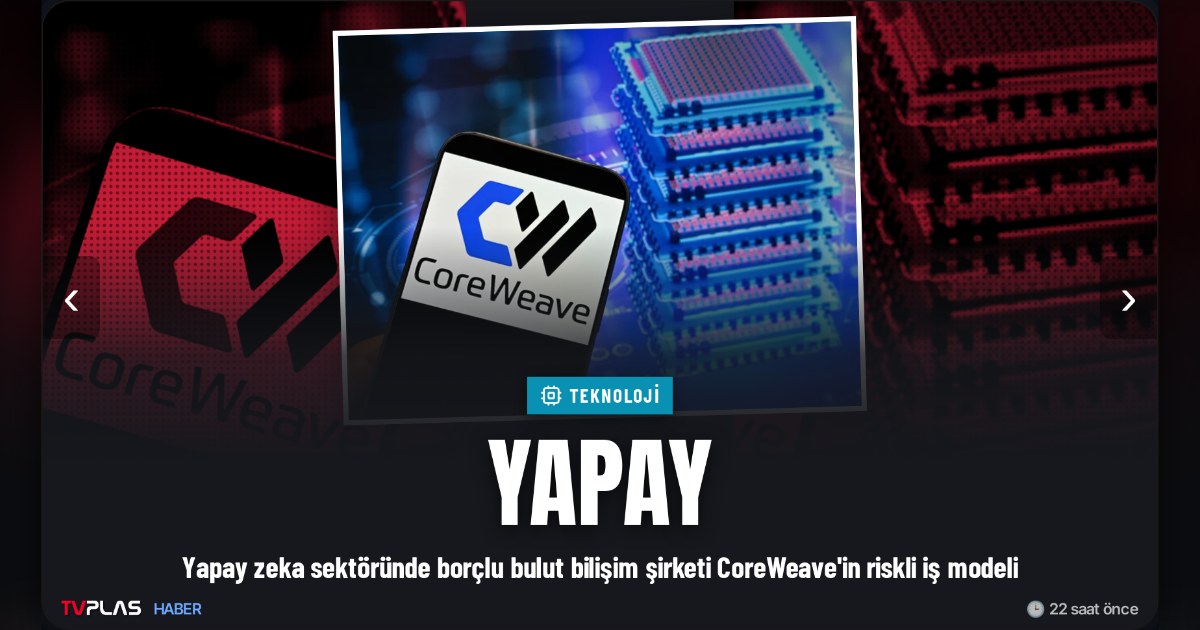 CoreWeave
CoreWeave
TEKNOLOJİ
YAPAY
Yapay zeka sektöründe borçlu bulut bilişim şirketi CoreWeave'in riskli iş modeli
TVPLAS HABER
22 saat önce